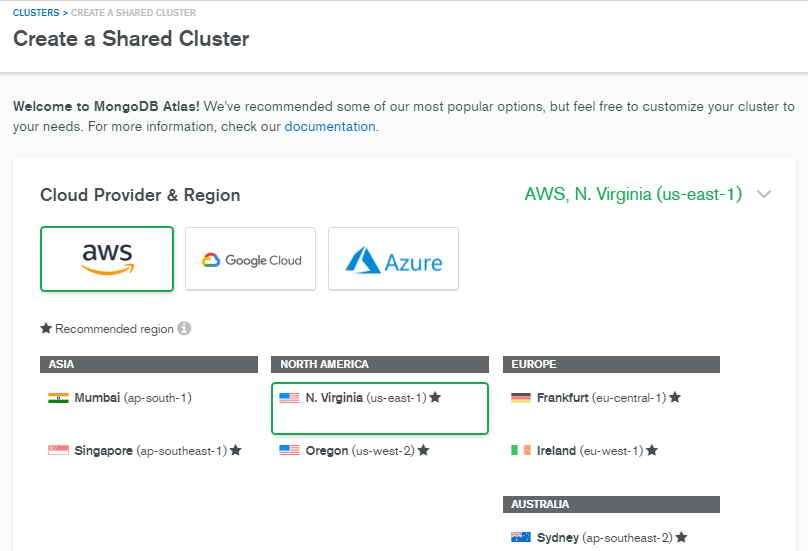 CLUSTERS > CREATE A SHARED CLUSTER
Create a Shared Cluster
Welcome to MongoDB Atlas! We've recommended some of our most popular options, but feel free to customize your cluster to
your needs. For more information, check our documentation.
Cloud Provider & Region
AWS, N. Virginia (us-east-1)
aws
Google Cloud
Azure
★ Recommended region i
ASIA
Mumbai (ap-south-1)
Singapore (ap-southeast-1) ★
NORTH AMERICA
N. Virginia (us-east-1) ★
Oregon (us-west-2) ★
EUROPE
Frankfurt (eu-central-1) ★
Ireland (eu-west-1) ★
AUSTRALIA
Sydney (ap-southeast-2) ★